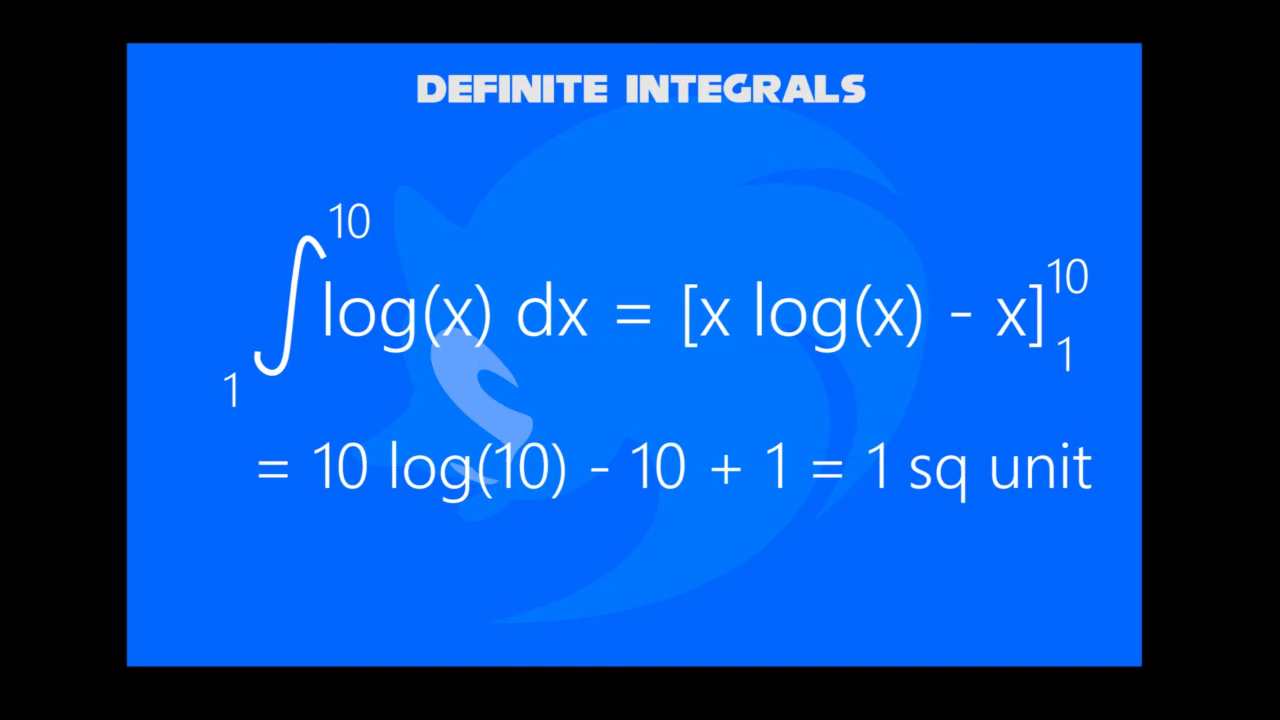 DEFINITE INTEGRALS
∫₁¹⁰ log(x) dx = [x log(x) - x]₁¹⁰
= 10 log(10) - 10 + 1 = 1 sq unit